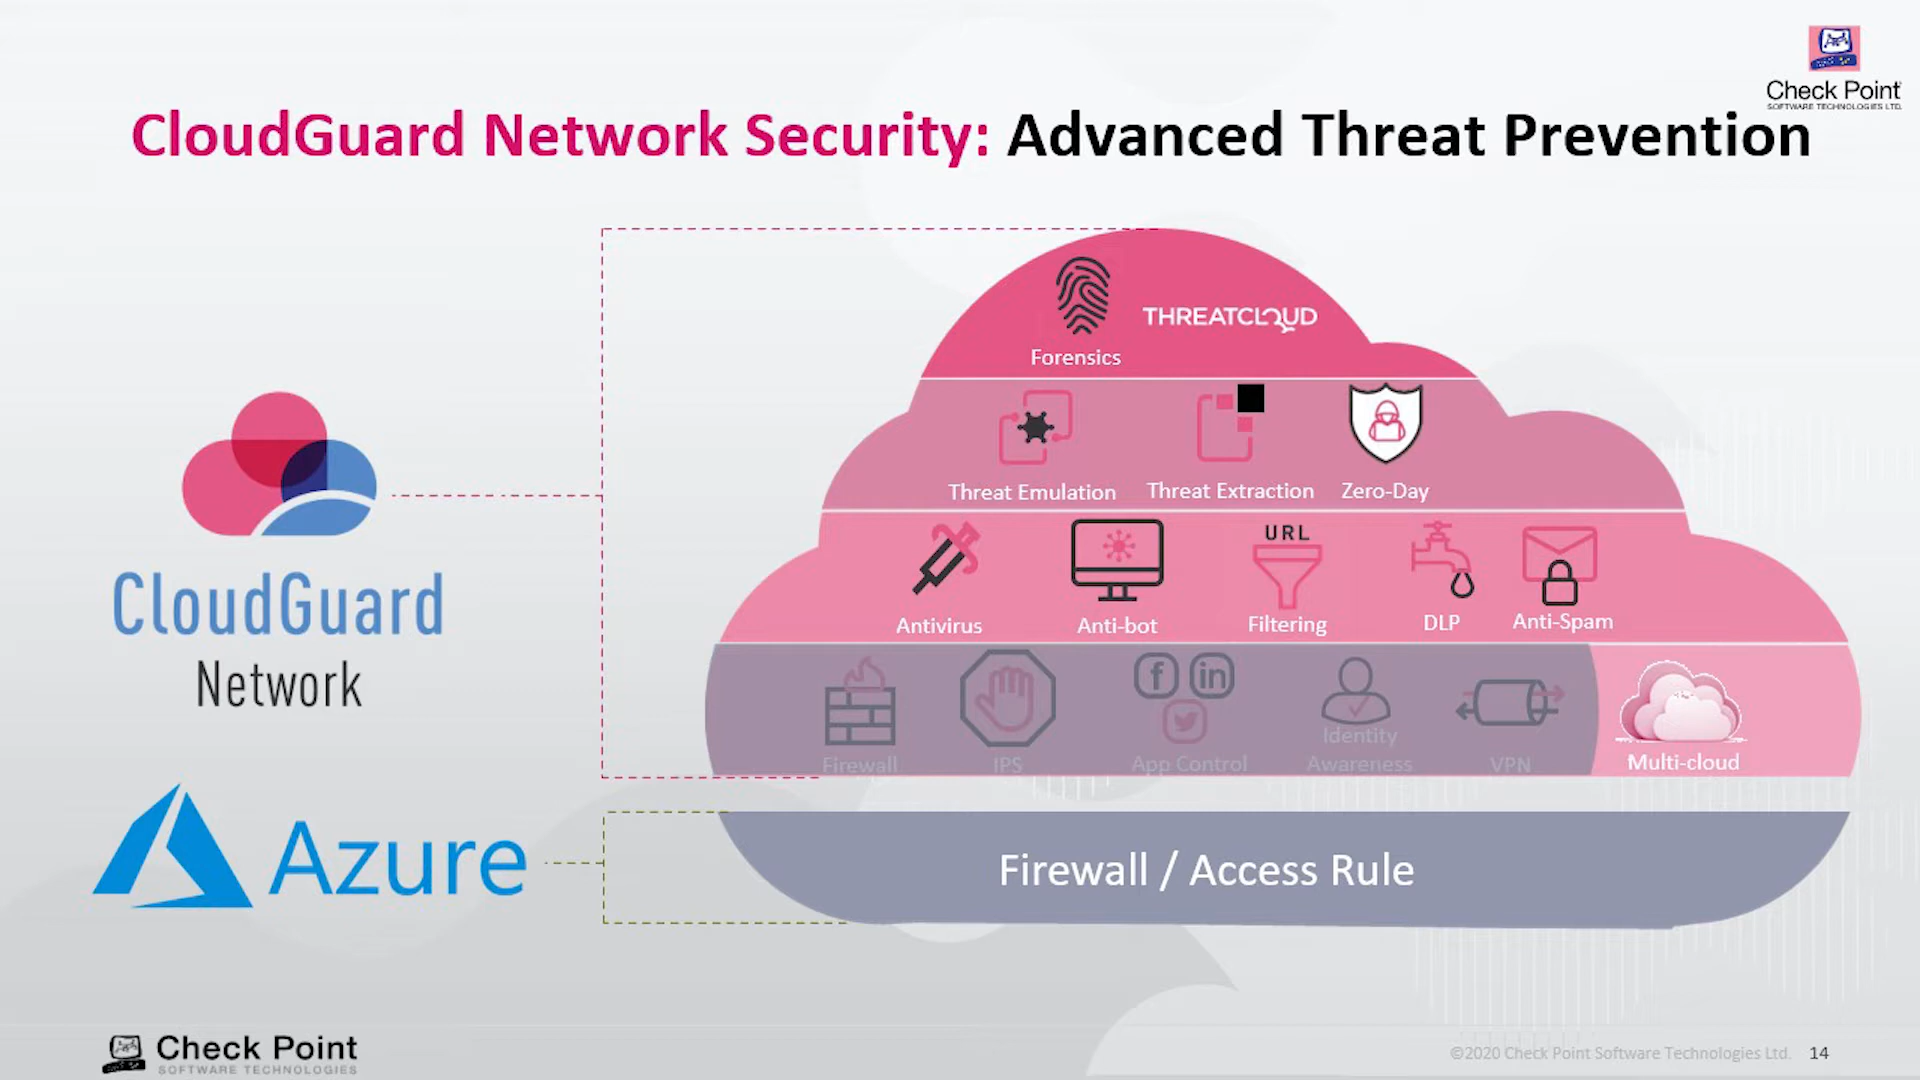 Check Point
SOFTWARE TECHNOLOGIES LTD.
CloudGuard Network Security: Advanced Threat Prevention
THREATCLOUD
Forensics
Threat Emulation
Threat Extraction
Zero-Day
URL
Antivirus
Anti-bot
Filtering
DLP
Anti-Spam
CloudGuard
Network
f
in
Firewall
IPS
App Control
Identity
Awareness
VPN
Multi-cloud
Azure
Firewall / Access Rule
Check Point
SOFTWARE TECHNOLOGIES
©2020 Check Point Software Technologies Ltd.
14